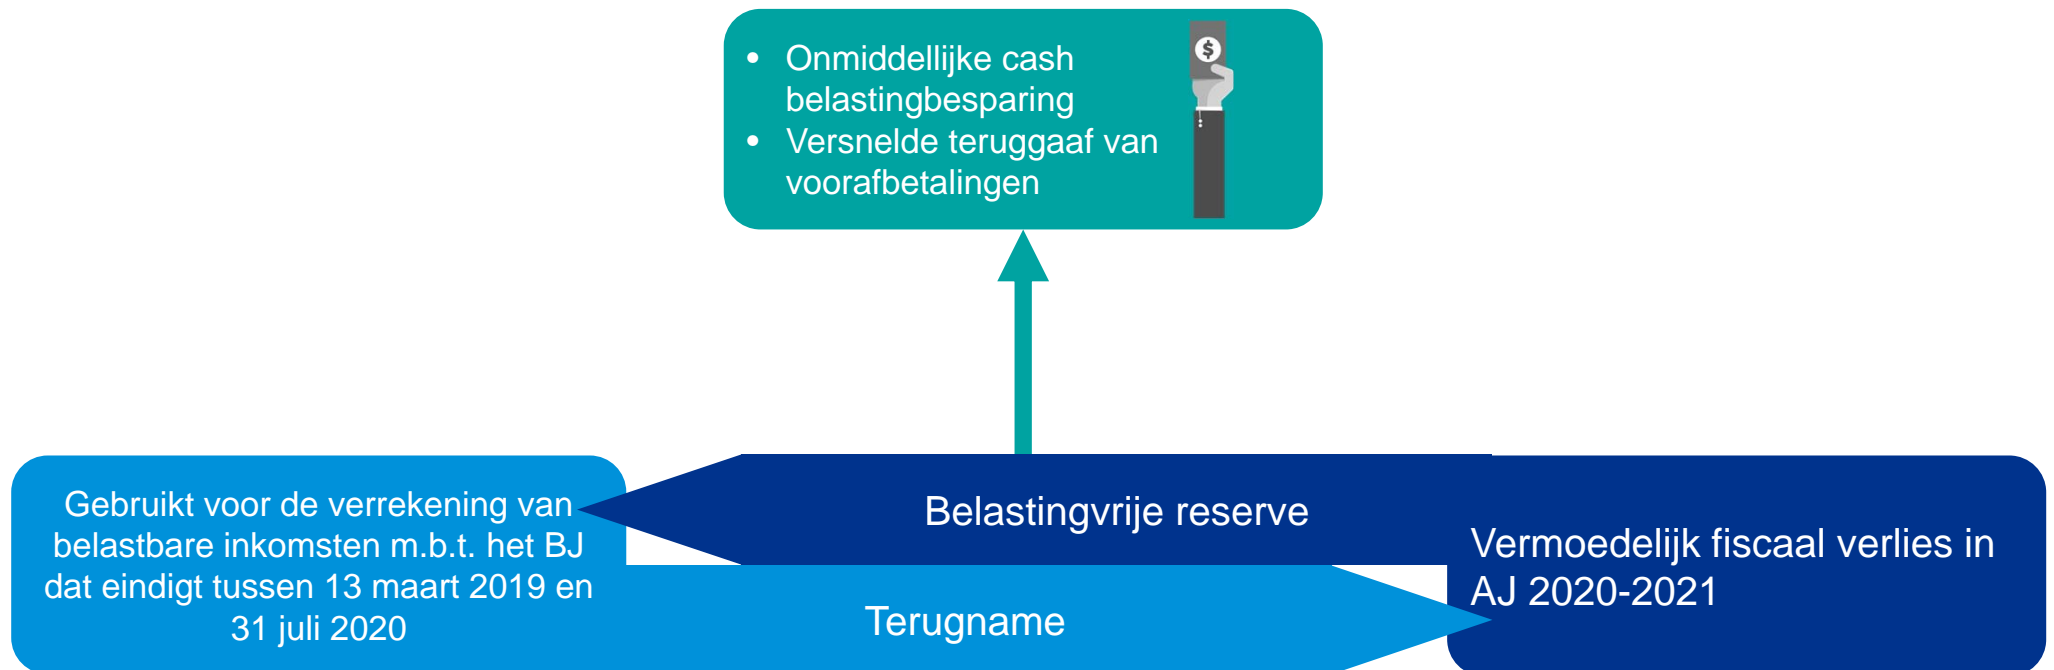 • Onmiddellijke cash
belastingbesparing
• Versnelde teruggaaf van
voorafbetalingen
$
Gebruikt voor de verrekening van
belastbare inkomsten m.b.t. het BJ
dat eindigt tussen 13 maart 2019 en
31 juli 2020
Belastingvrije reserve
Terugname
Vermoedelijk fiscaal verlies in
AJ 2020-2021